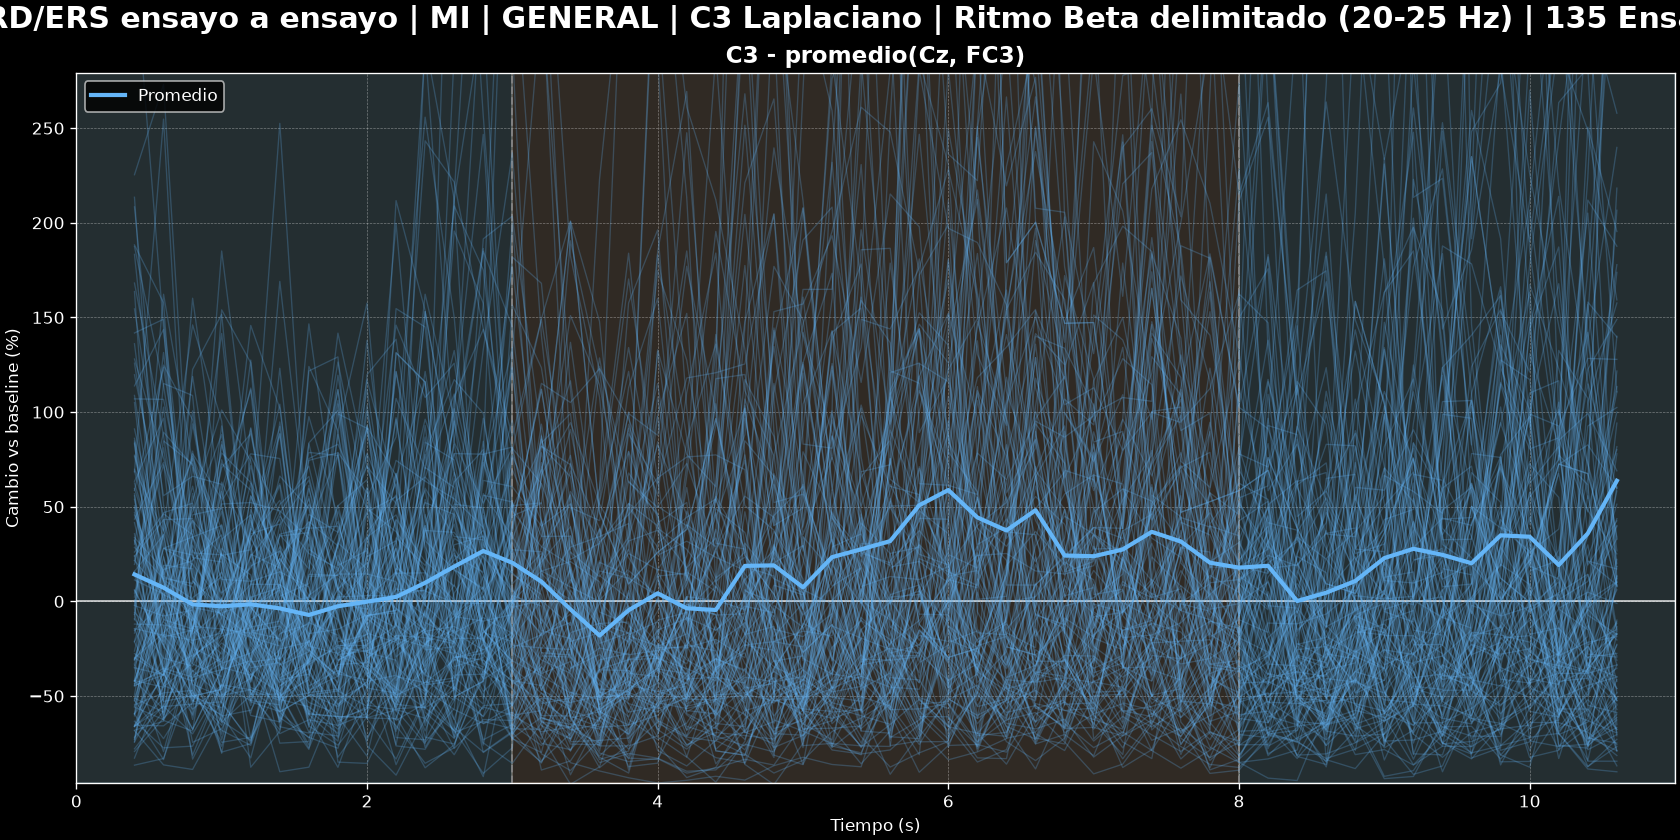 RD/ERS ensayo a ensayo | MI | GENERAL | C3 Laplaciano | Ritmo Beta delimitado (20-25 Hz) | 135 Ens
C3 - promedio(Cz, FC3)
Promedio
Cambio vs baseline (%)
250
200
150
100
50
0
−50
0 2 4 6 8 10
Tiempo (s)